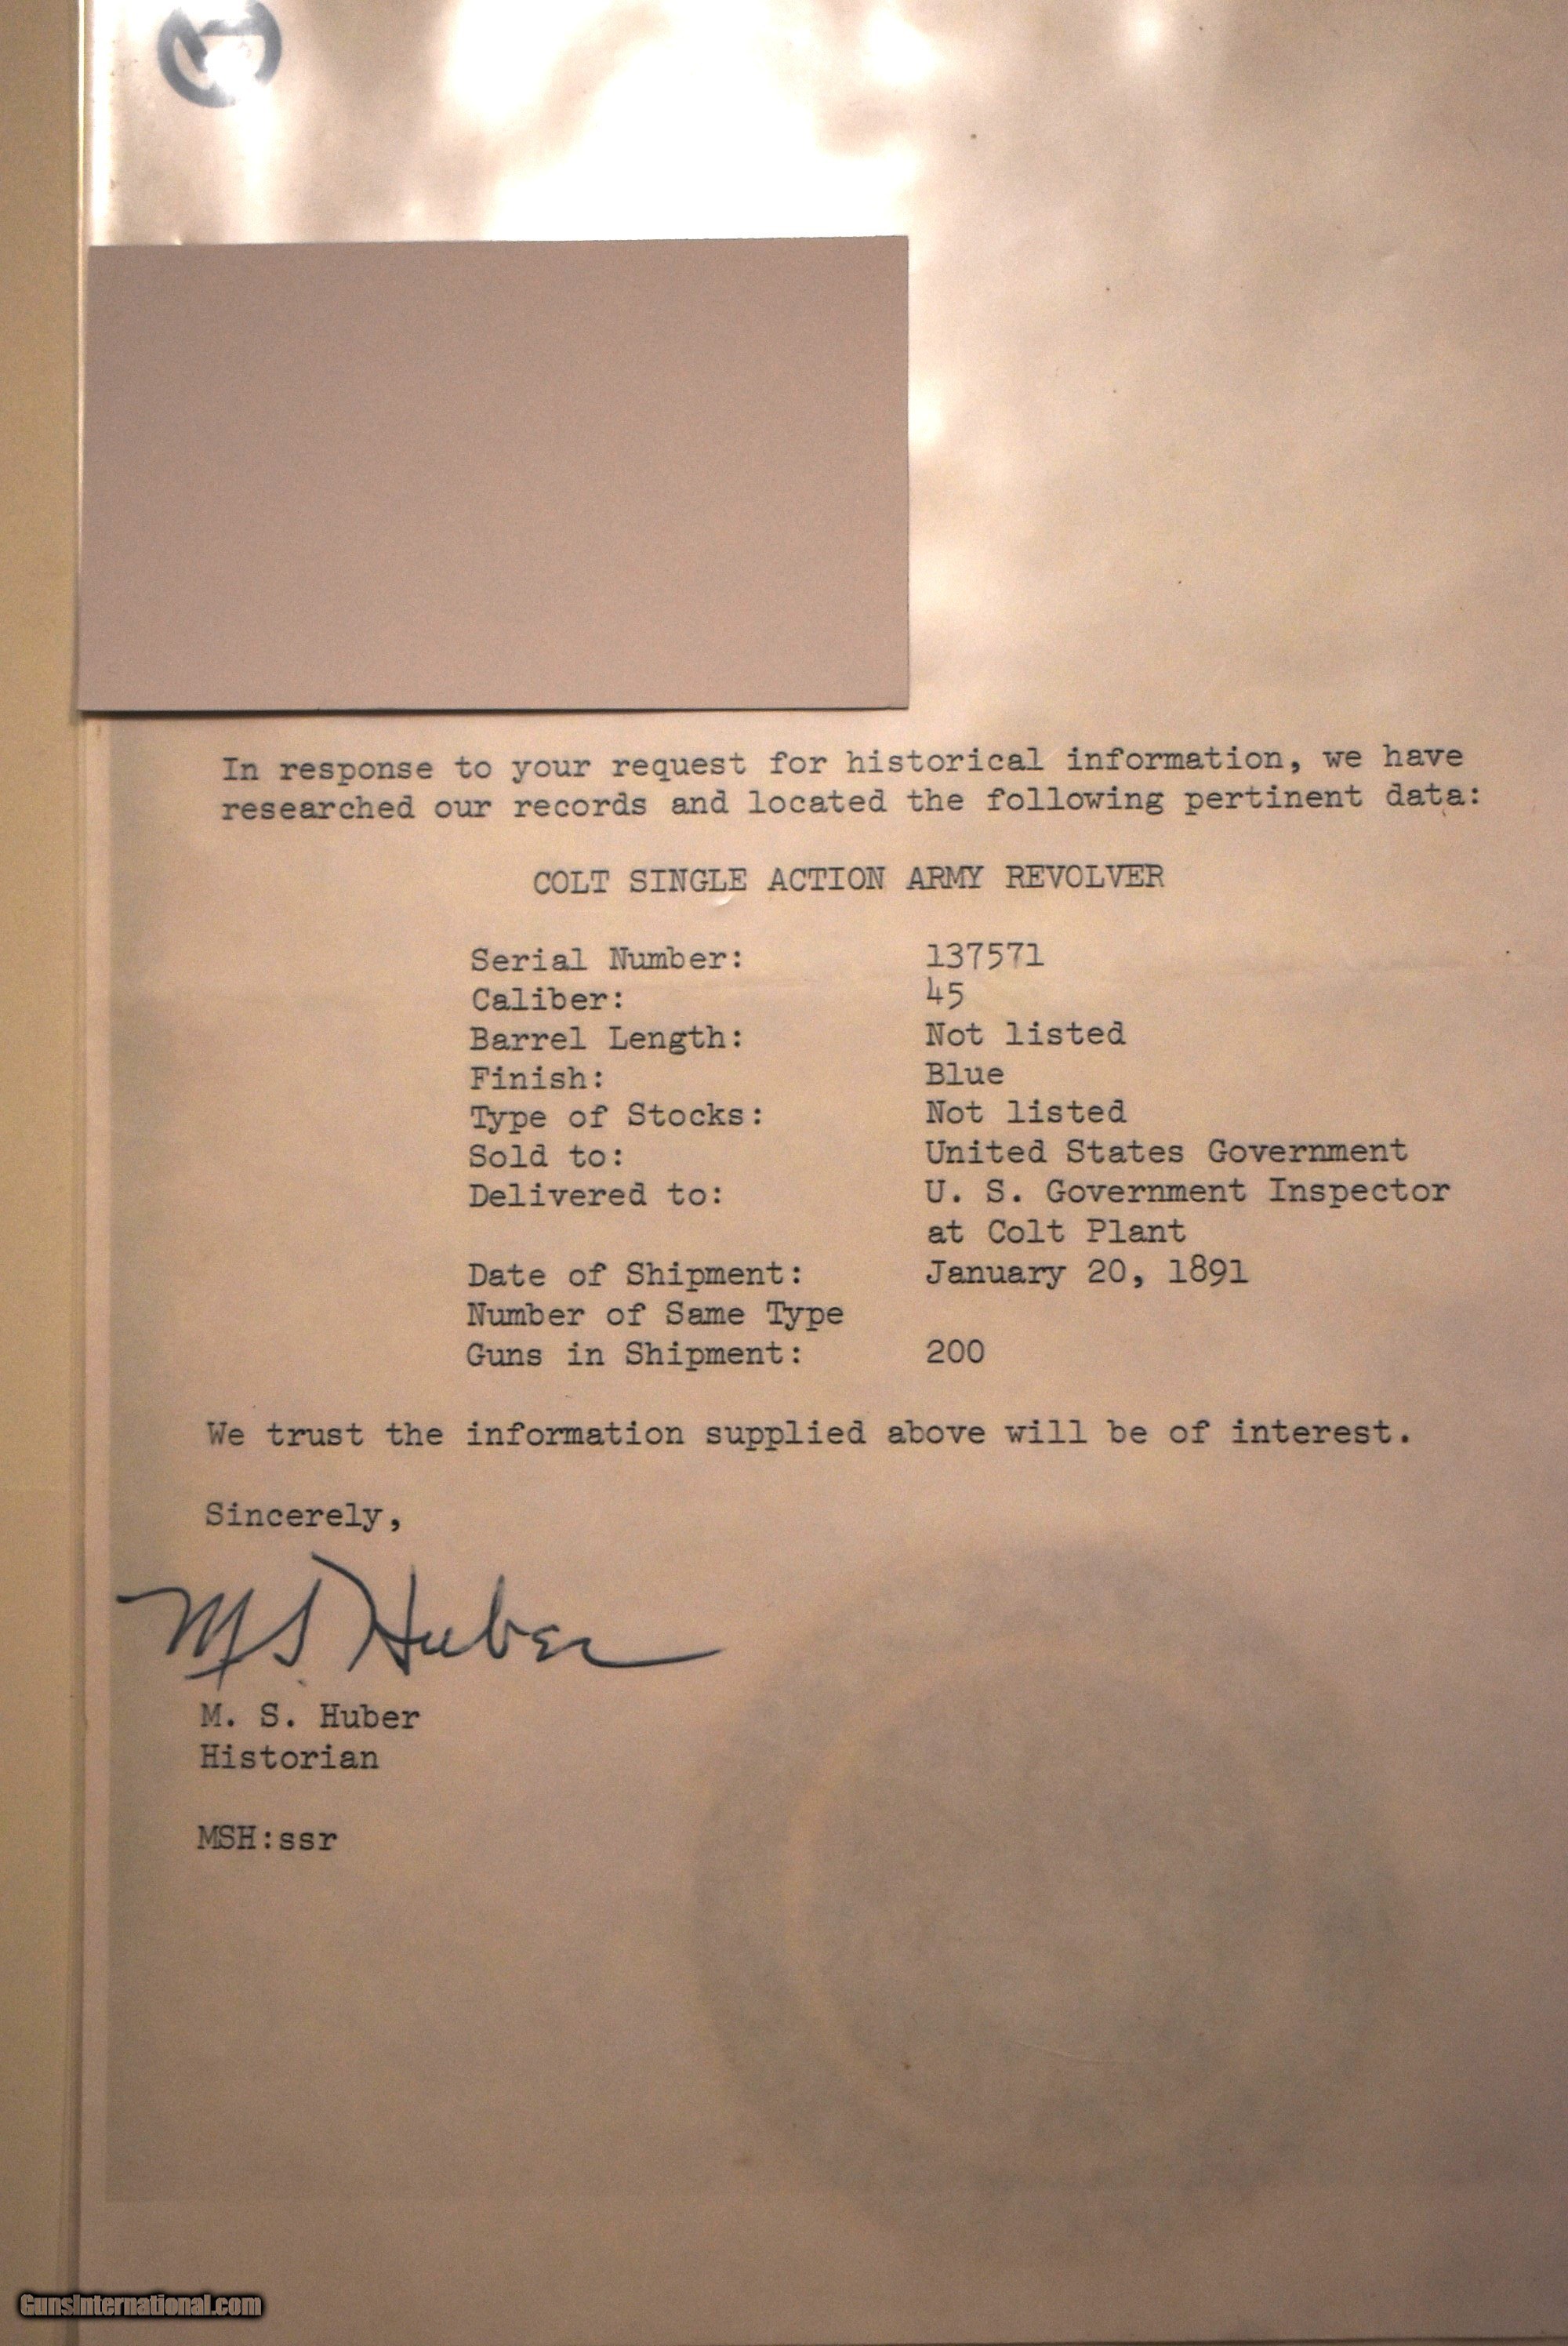 In response to your request for historical information, we have
researched our records and located the following pertinent data:
COLT SINGLE ACTION ARMY REVOLVER
Serial Number: 137571
Caliber: 45
Barrel Length: Not listed
Finish: Blue
Type of Stocks: Not listed
Sold to: United States Government
Delivered to: U. S. Government Inspector
at Colt Plant
Date of Shipment: January 20, 1891
Number of Same Type
Guns in Shipment: 200
We trust the information supplied above will be of interest.
Sincerely,
M S Huber
M. S. Huber
Historian
MSH:ssr
GunsInternational.com